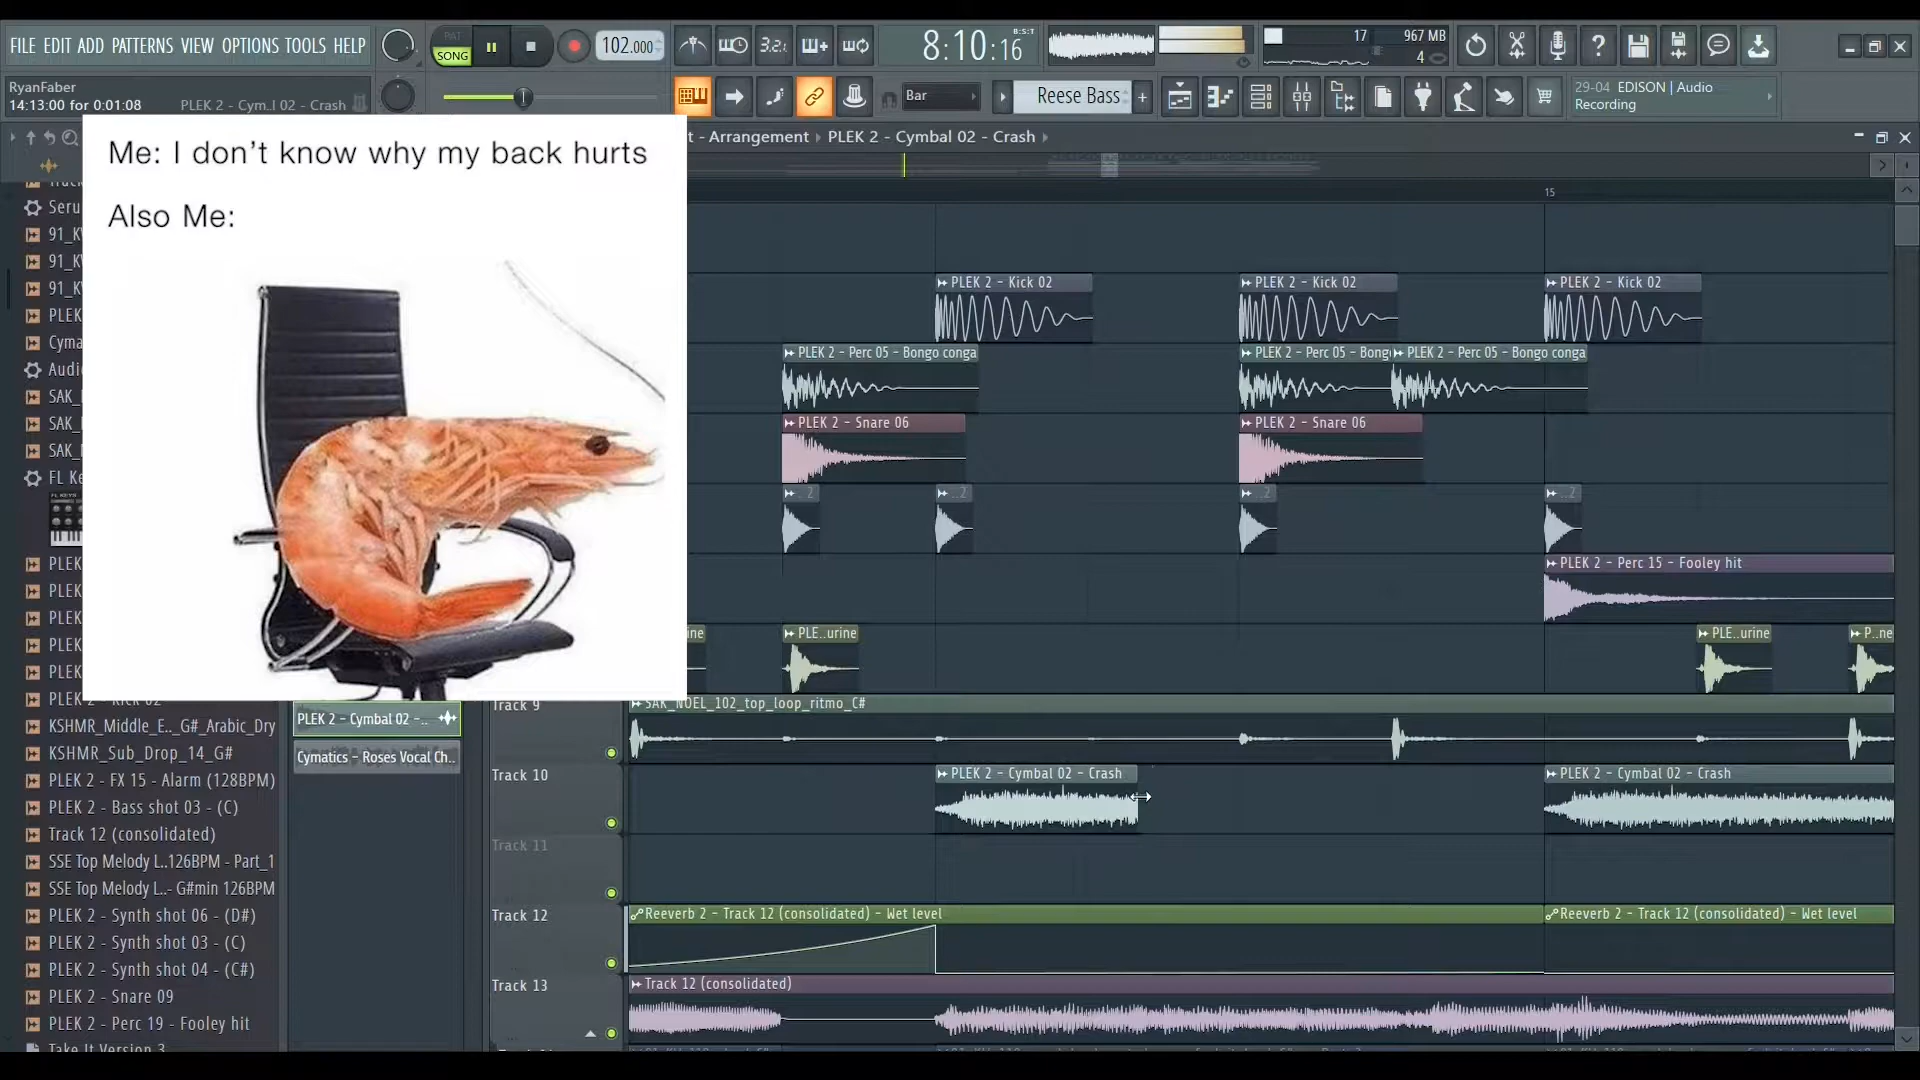 FILE EDIT ADD PATTERNS VIEW OPTIONS TOOLS HELP
PAT
SONG
102.000
3.2.
8:10:16
B:S:T
17
967 MB
4
RyanFaber
14:13:00 for 0:01:08
PLEK 2 - Cym..l 02 - Crash
Bar
Reese Bass
29-04 EDISON | Audio
Recording
t - Arrangement
PLEK 2 - Cymbal 02 - Crash
15
Me: I don't know why my back hurts
Also Me:
Seru
91_K
91_K
91_K
PLEK
Cyma
Audi
SAK_
SAK_
SAK_
FL Ke
FL KEYS
PLEK
PLEK
PLEK
PLEK
PLEK
PLEK 2 - Kick 02
KSHMR_Middle_E.._G#_Arabic_Dry
KSHMR_Sub_Drop_14_G#
PLEK 2 - FX 15 - Alarm (128BPM)
PLEK 2 - Bass shot 03 - (C)
Track 12 (consolidated)
SSE Top Melody L..126BPM - Part_1
SSE Top Melody L..- G#min 126BPM
PLEK 2 - Synth shot 06 - (D#)
PLEK 2 - Synth shot 03 - (C)
PLEK 2 - Synth shot 04 - (C#)
PLEK 2 - Snare 09
PLEK 2 - Perc 19 - Fooley hit
Take It Version 3
PLEK 2 - Cymbal 02 -..
Cymatics - Roses Vocal Ch..
PLEK 2 - Kick 02
PLEK 2 - Kick 02
PLEK 2 - Kick 02
PLEK 2 - Perc 05 - Bongo conga
PLEK 2 - Perc 05 - Bong
PLEK 2 - Perc 05 - Bongo conga
PLEK 2 - Snare 06
PLEK 2 - Snare 06
.. 2
..2
..2
..2
PLEK 2 - Perc 15 - Fooley hit
ine
PLE..urine
PLE..urine
P..ne
Track 9
SAK_NOEL_102_top_loop_ritmo_C#
Track 10
PLEK 2 - Cymbal 02 - Crash
PLEK 2 - Cymbal 02 - Crash
Track 11
Track 12
Reeverb 2 - Track 12 (consolidated) - Wet level
Reeverb 2 - Track 12 (consolidated) - Wet level
Track 13
Track 12 (consolidated)